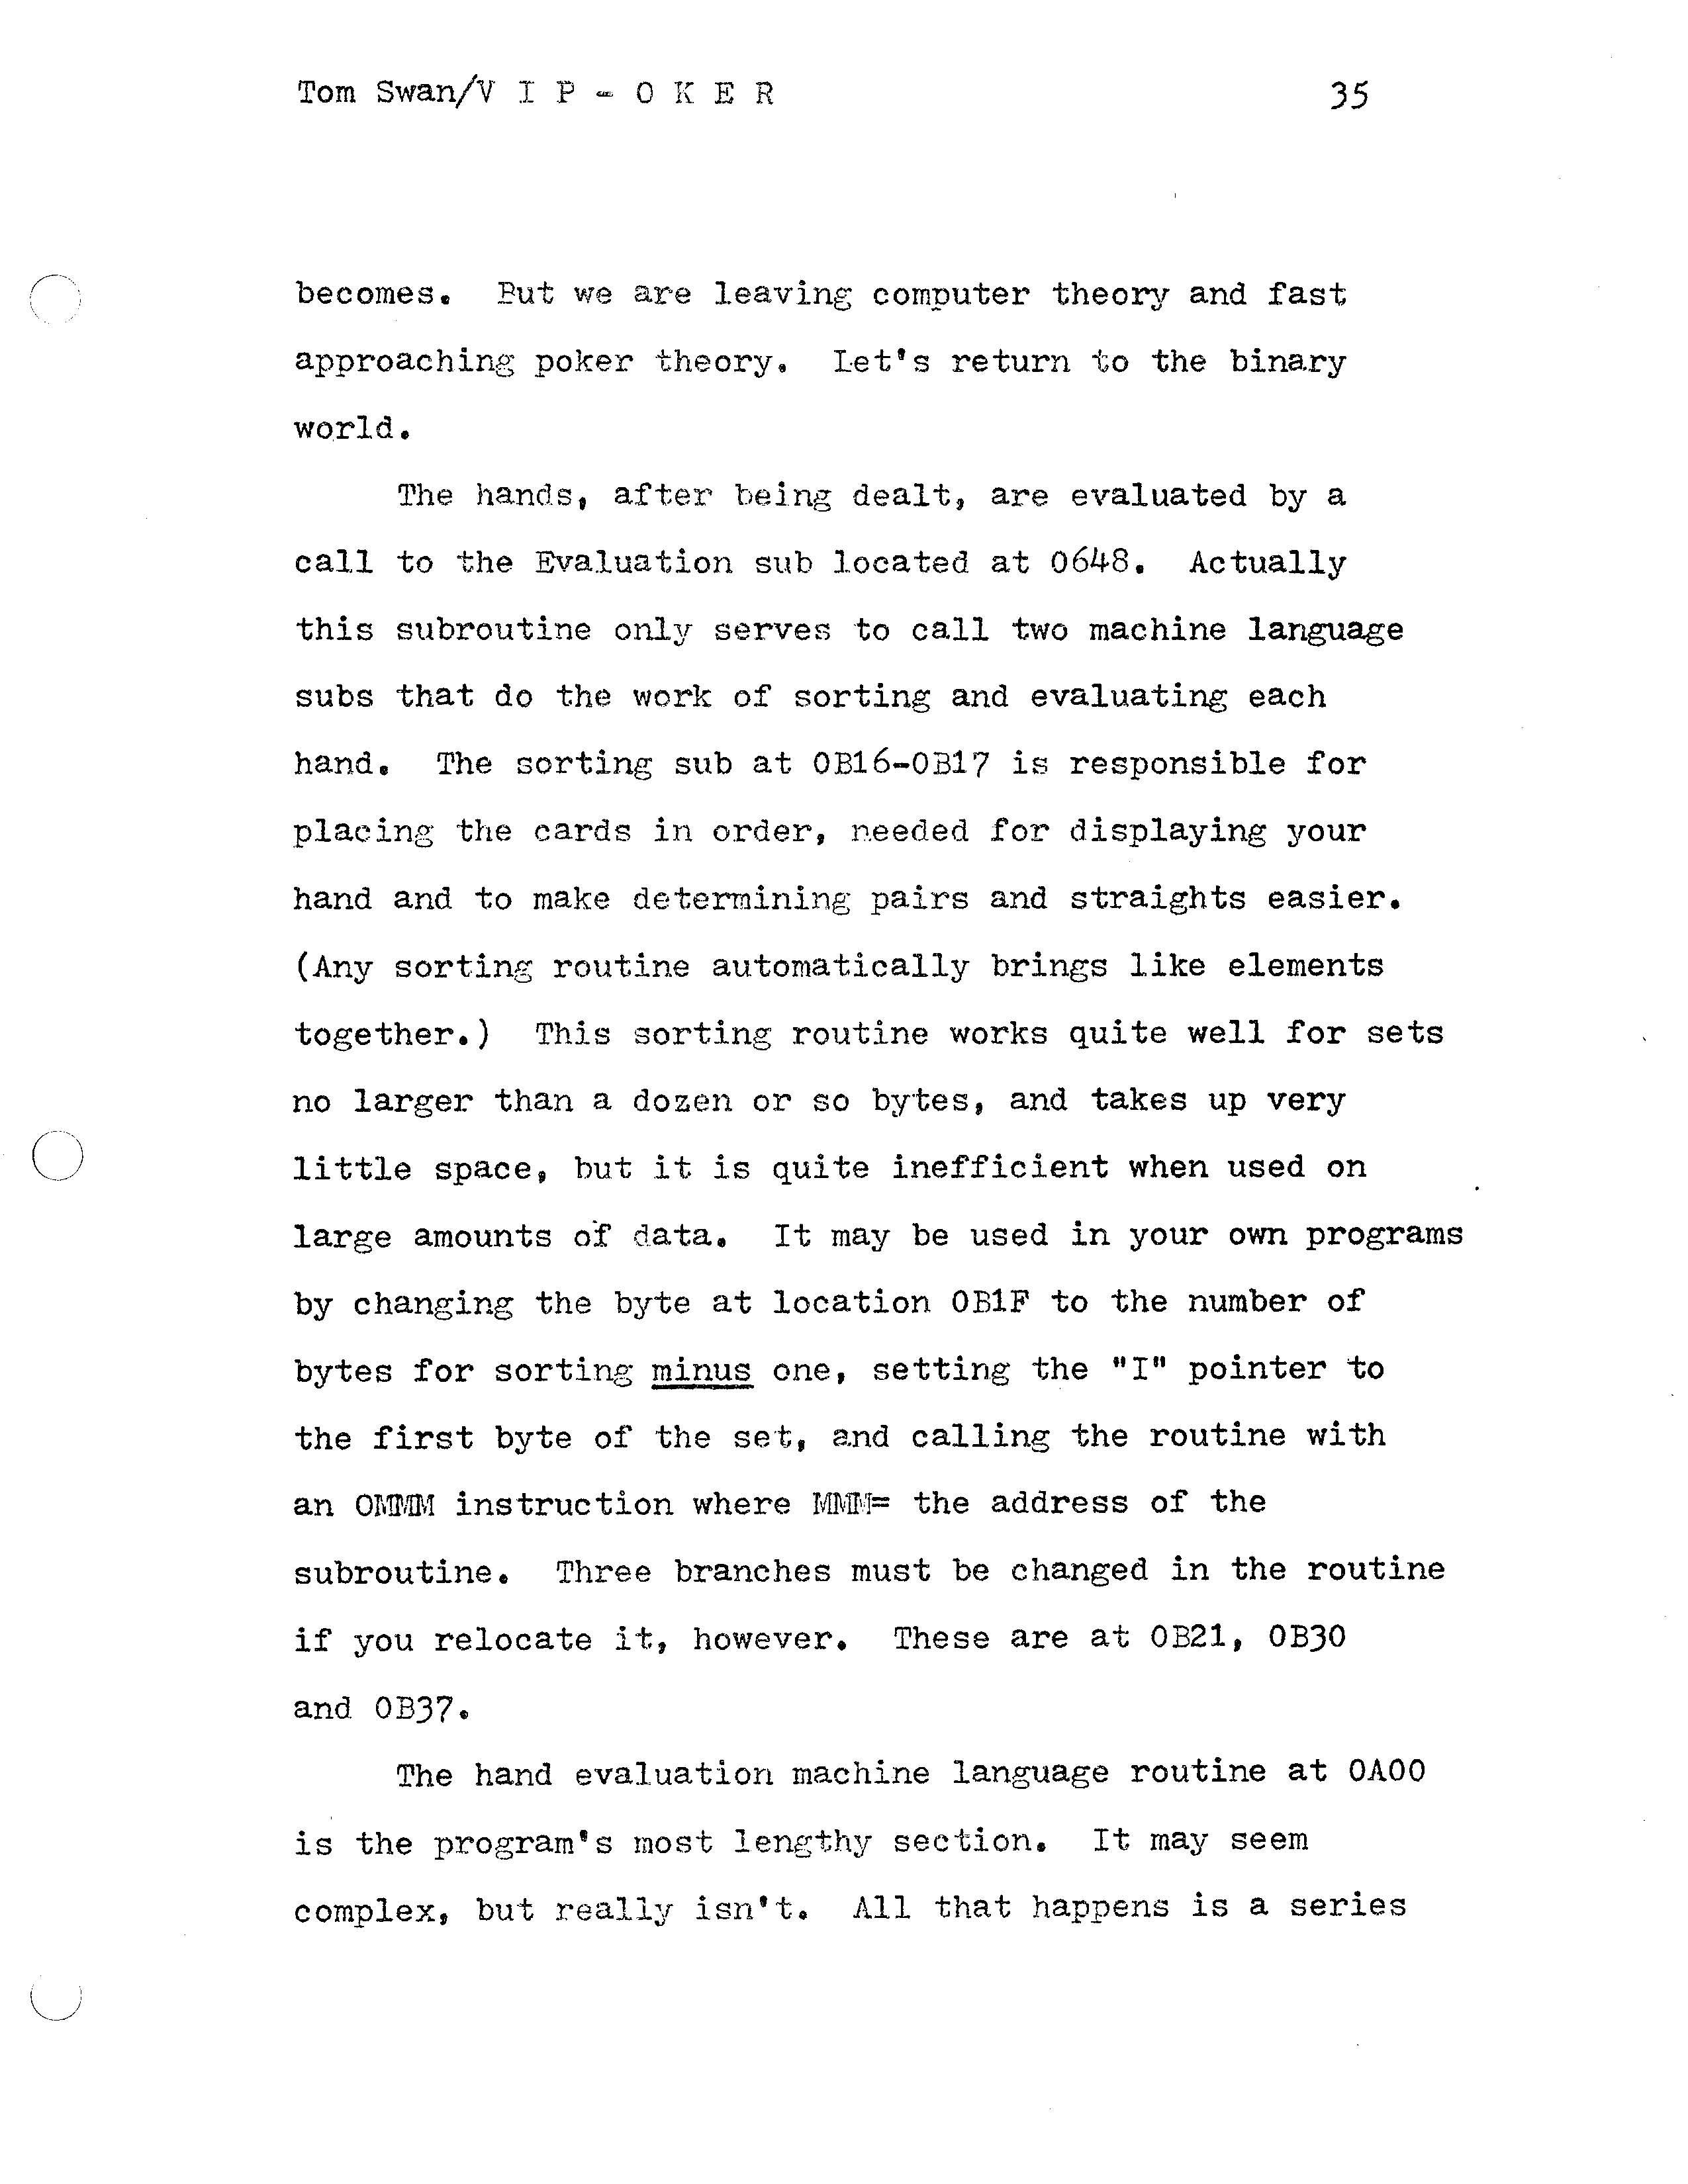 Tom Swan/V I P - O K E R 35
becomes.  But we are leaving computer theory and fast
approaching poker theory.  Let's return to the binary
world.
The hands, after being dealt, are evaluated by a
call to the Evaluation sub located at 0648.  Actually
this subroutine only serves to call two machine language
subs that do the work of sorting and evaluating each
hand.  The sorting sub at 0B16-0B17 is responsible for
placing the cards in order, needed for displaying your
hand and to make determining pairs and straights easier.
(Any sorting routine automatically brings like elements
together.)  This sorting routine works quite well for sets
no larger than a dozen or so bytes, and takes up very
little space, but it is quite inefficient when used on
large amounts of data.  It may be used in your own programs
by changing the byte at location 0B1F to the number of
bytes for sorting minus one, setting the "I" pointer to
the first byte of the set, and calling the routine with
an 0MMM instruction where MMM= the address of the
subroutine.  Three branches must be changed in the routine
if you relocate it, however.  These are at 0B21, 0B30
and 0B37.
The hand evaluation machine language routine at 0A00
is the program's most lengthy section.  It may seem
complex, but really isn't.  All that happens is a series